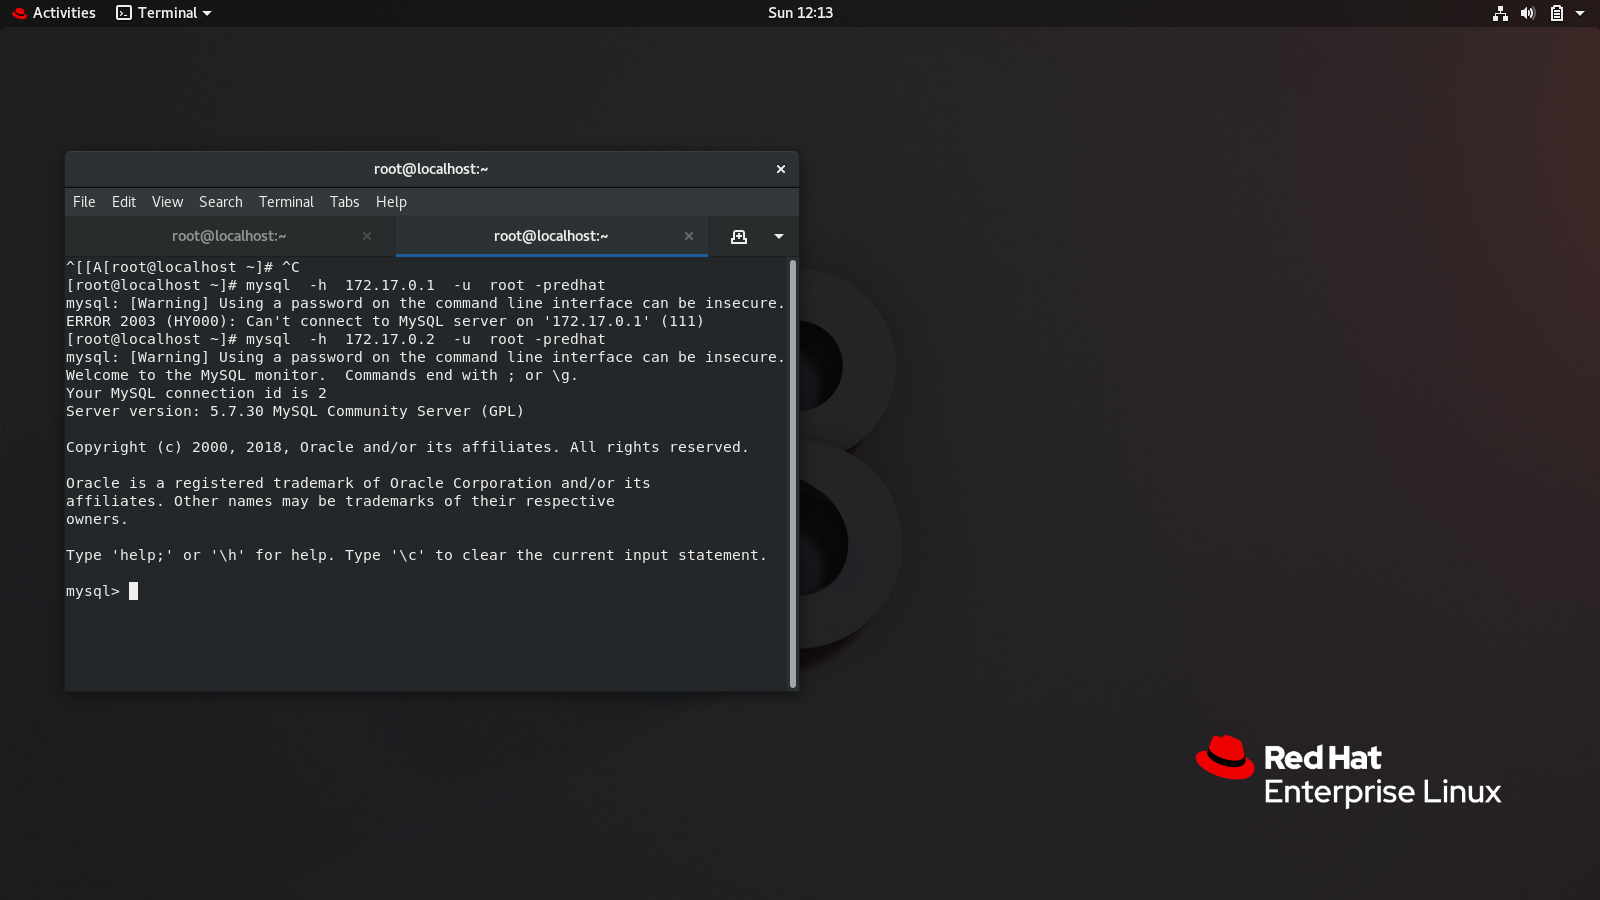 Activities Terminal Sun 12:13
root@localhost:~
File Edit View Search Terminal Tabs Help
root@localhost:~ root@localhost:~
^[[A[root@localhost ~]# ^C
[root@localhost ~]# mysql  -h  172.17.0.1  -u  root -predhat
mysql: [Warning] Using a password on the command line interface can be insecure.
ERROR 2003 (HY000): Can't connect to MySQL server on '172.17.0.1' (111)
[root@localhost ~]# mysql  -h  172.17.0.2  -u  root -predhat
mysql: [Warning] Using a password on the command line interface can be insecure.
Welcome to the MySQL monitor.  Commands end with ; or \g.
Your MySQL connection id is 2
Server version: 5.7.30 MySQL Community Server (GPL)
Copyright (c) 2000, 2018, Oracle and/or its affiliates. All rights reserved.
Oracle is a registered trademark of Oracle Corporation and/or its
affiliates. Other names may be trademarks of their respective
owners.
Type 'help;' or '\h' for help. Type '\c' to clear the current input statement.
mysql>
Red Hat
Enterprise Linux